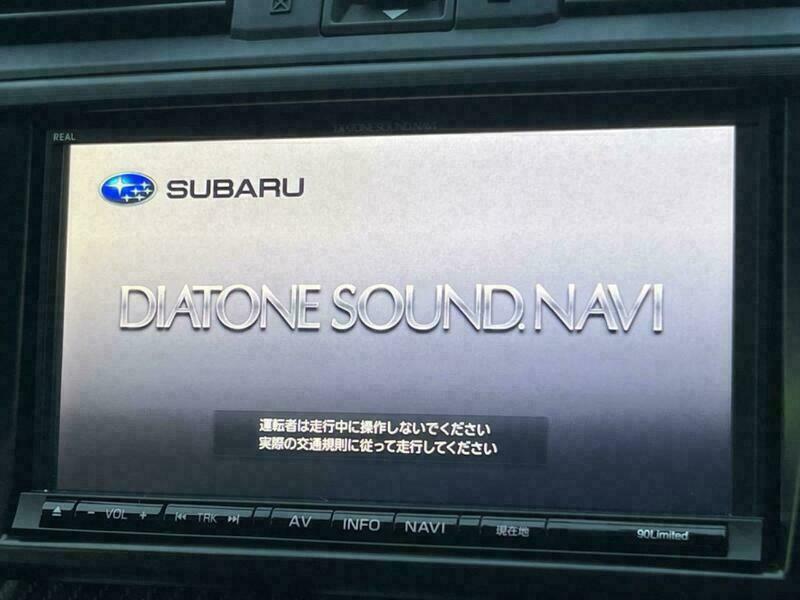 DIATONE SOUND.NAVI
REAL
SUBARU
DIATONE SOUND.NAVI
運転者は走行中に操作しないでください
実際の交通規則に従って走行してください
− VOL + TRK AV INFO NAVI 現在地 90Limited